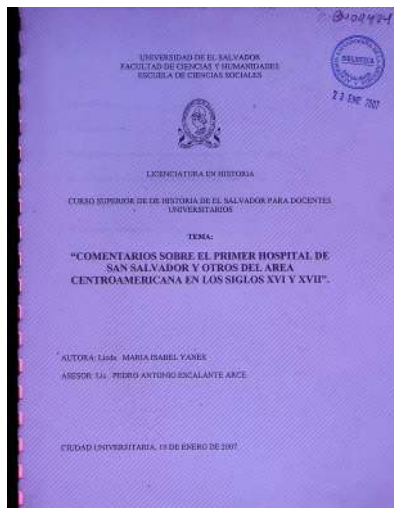 UNIVERSIDAD DE EL SALVADOR
FACULTAD DE CIENCIAS Y HUMANIDADES
ESCUELA DE CIENCIAS SOCIALES
BIBLIOTECA
23 ENE 2007
LICENCIATURA EN HISTORIA
CURSO SUPERIOR DE DE HISTORIA DE EL SALVADOR PARA DOCENTES
UNIVERSITARIOS
TEMA:
“COMENTARIOS SOBRE EL PRIMER HOSPITAL DE
SAN SALVADOR Y OTROS DEL AREA
CENTROAMERICANA EN LOS SIGLOS XVI Y XVII”.
AUTORA: Licda. MARIA ISABEL YANES
ASESOR: Lic. PEDRO ANTONIO ESCALANTE ARCE
CIUDAD UNIVERSITARIA, 19 DE ENERO DE 2007